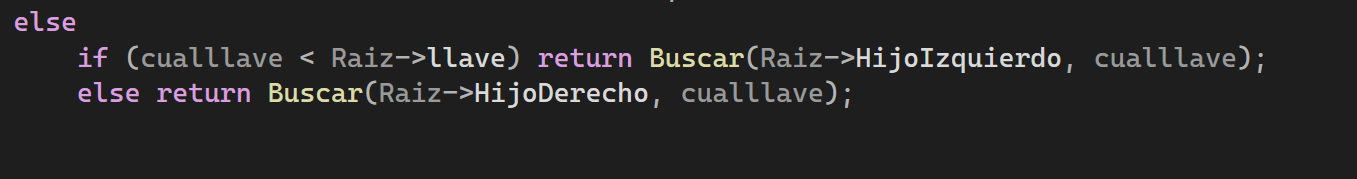 else
if (cualllave < Raiz->llave) return Buscar(Raiz->HijoIzquierdo, cualllave);
else return Buscar(Raiz->HijoDerecho, cualllave);